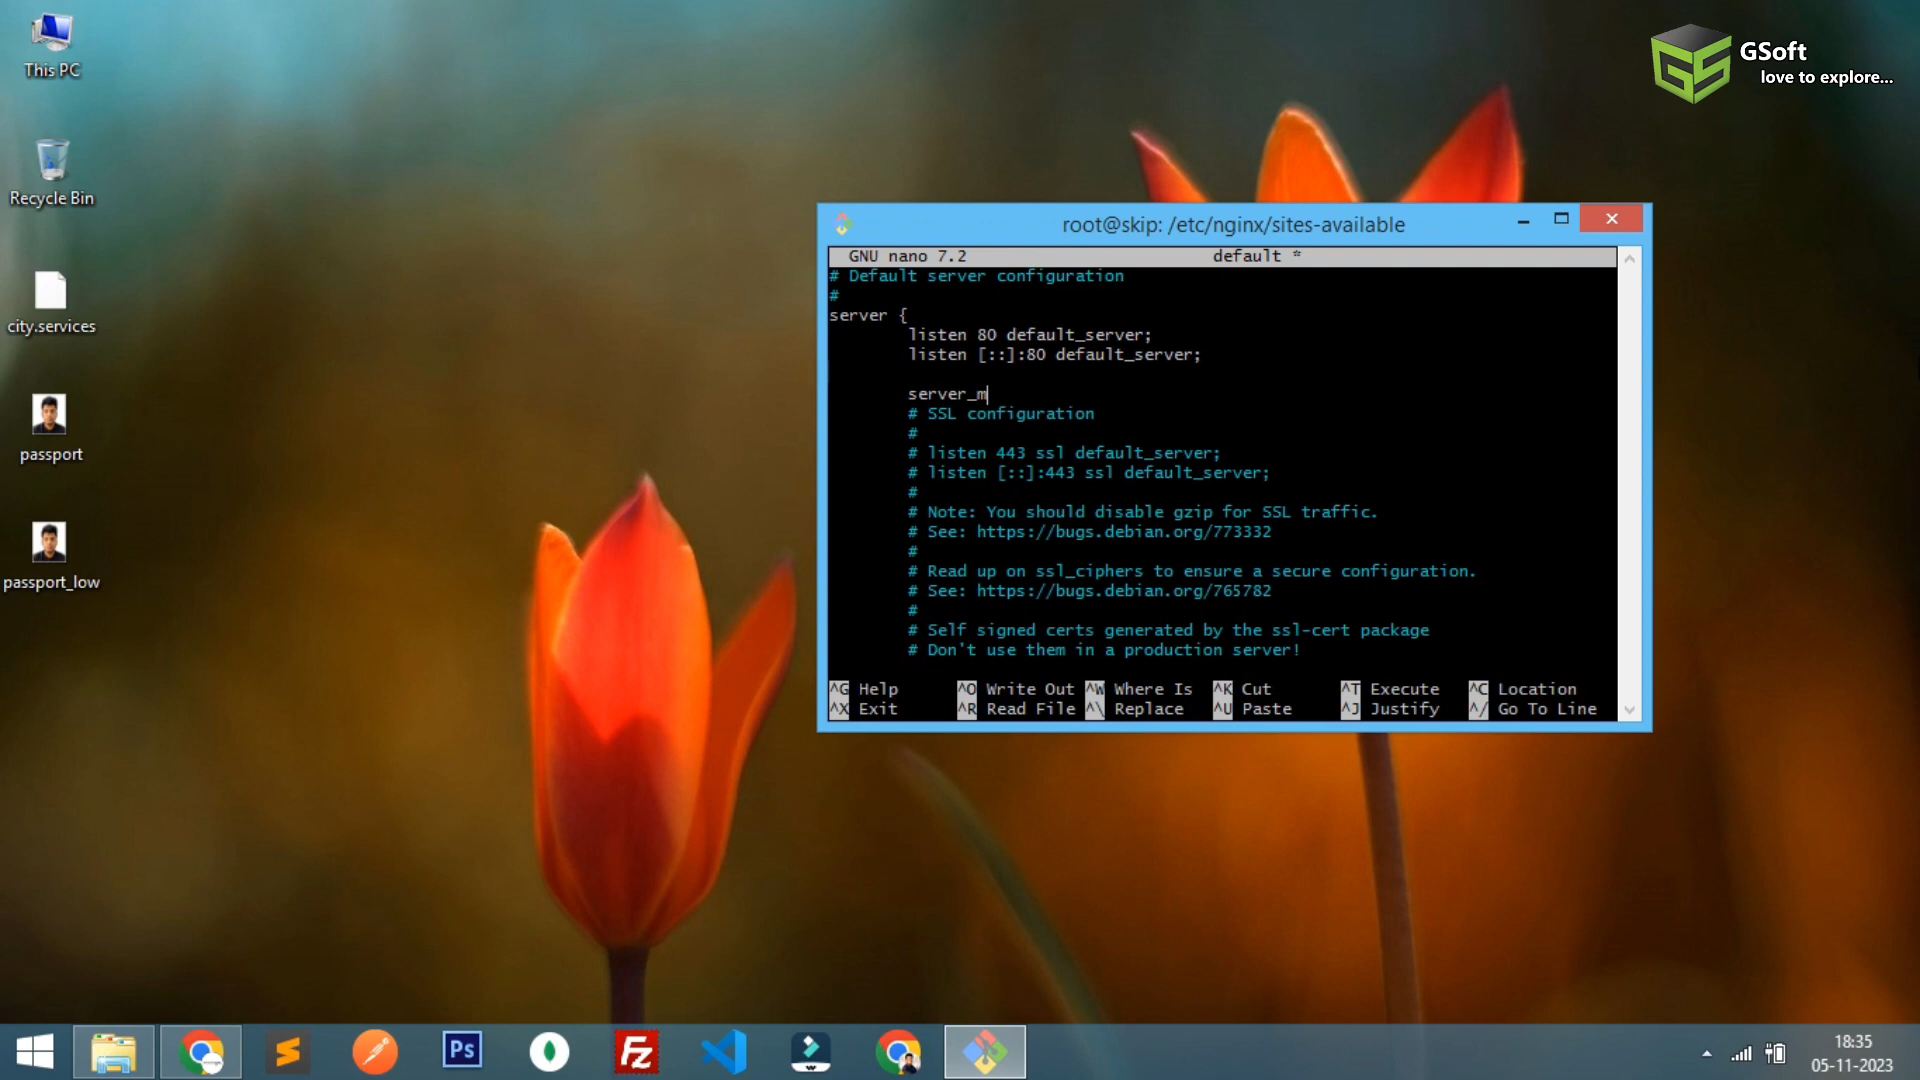 This PC
Recycle Bin
city.services
passport
passport_low
GSoft
love to explore...
root@skip: /etc/nginx/sites-available
GNU nano 7.2 default *
# Default server configuration
#
server {
listen 80 default_server;
listen [::]:80 default_server;
server_m
# SSL configuration
#
# listen 443 ssl default_server;
# listen [::]:443 ssl default_server;
#
# Note: You should disable gzip for SSL traffic.
# See: https://bugs.debian.org/773332
#
# Read up on ssl_ciphers to ensure a secure configuration.
# See: https://bugs.debian.org/765782
#
# Self signed certs generated by the ssl-cert package
# Don't use them in a production server!
^G Help ^O Write Out ^W Where Is ^K Cut ^T Execute ^C Location
^X Exit ^R Read File ^\ Replace ^U Paste ^J Justify ^/ Go To Line
Ps
FZ
18:35
05-11-2023